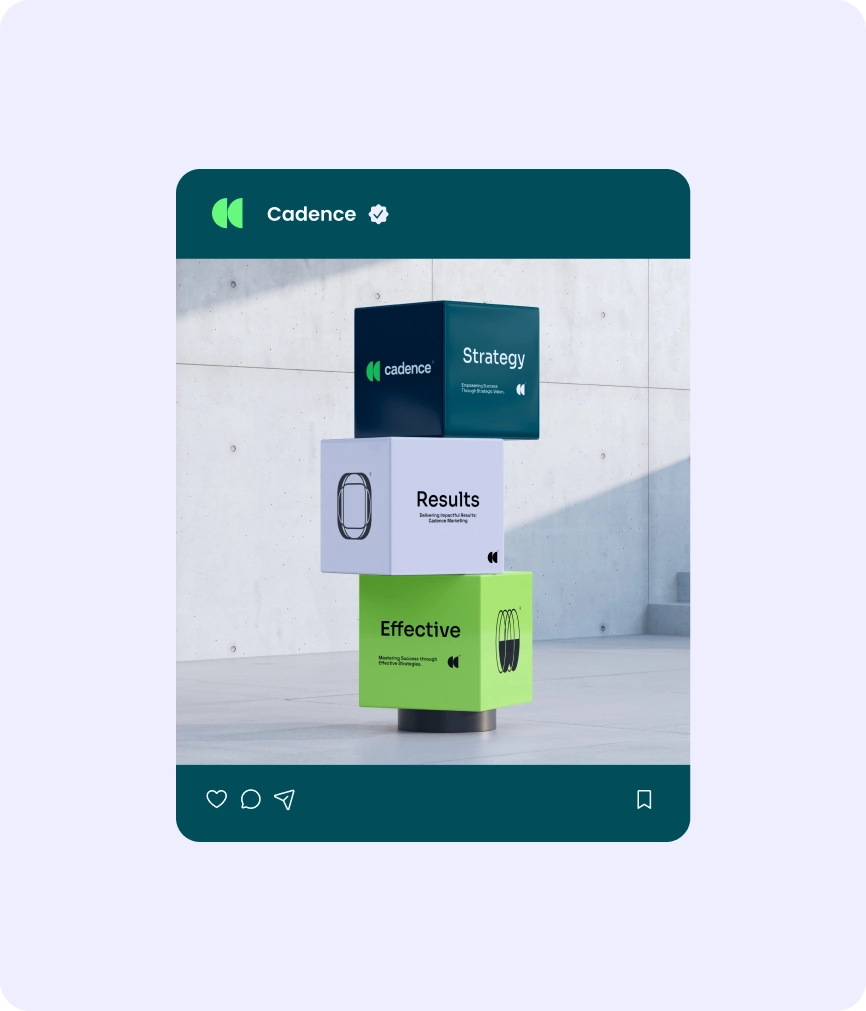 Cadence
cadence
Strategy
Empowering Success
Through Strategic Vision.
Results
Delivering Impactful Results:
Cadence Marketing
Effective
Mastering Success through
Effective Strategies.